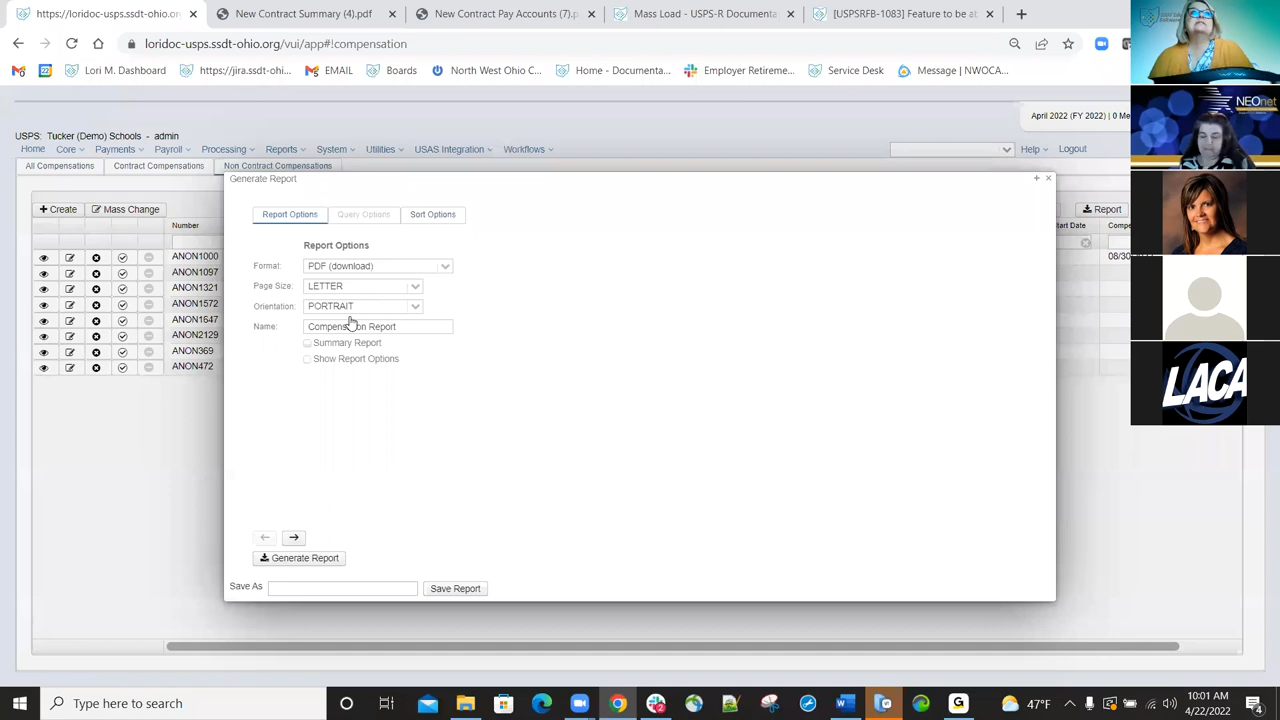 https://loridoc-usps.ssdt-ohio.org
New Contract Summary (4).pdf
New Contract Pay Accounts (7).p
Mass Load - USPS-R Documenta
[USPSRFB-1083] Feature to be at
loridoc-usps.ssdt-ohio.org/vui/app#!compensation
Lori M. Dashboard
https://jira.ssdt-ohi...
EMAIL
Boards
North West Ohio...
Home - Documenta...
Employer Retireme...
Service Desk
Messages, NWOCA...
April 2022 (FY 2022) | 0 Me
USPS: Tucker (Demo) Schools - admin
Home Core Payments Payroll Processing Reports System Utilities USAS Integration Workflows Help Logout
All Compensations Contract Compensations Non Contract Compensations
Generate Report
Create Mass Change
Report
Number
Start Date
Compe
Report Options Query Options Sort Options
Report Options
Format: PDF (download)
Page Size: LETTER
Orientation: PORTRAIT
Name: Compensation Report
Summary Report
Show Report Options
ANON1000
08/30
ANON1097
ANON1321
ANON1572
ANON1647
ANON2129
ANON369
ANON472
Generate Report
Save As
Save Report
NEOnet
LACA
Type here to search
47°F
10:01 AM
4/22/2022
4